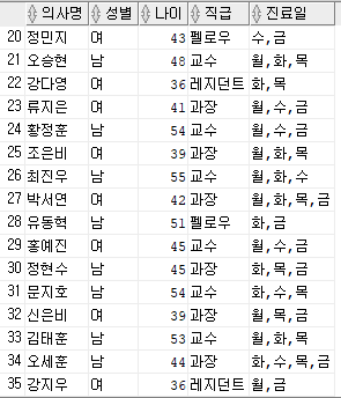 의사명 성별 나이 직급 진료일
20 정민지 여 43 펠로우 수,금
21 오승현 남 48 교수 월,화,목
22 강다영 여 36 레지던트 화,목
23 류지은 여 41 과장 월,수,금
24 황정훈 남 54 교수 월,수,금
25 조은비 여 39 과장 월,화,목
26 최진우 남 55 교수 월,화,수
27 박서연 여 42 과장 월,화,목,금
28 유동혁 남 51 펠로우 화,금
29 홍예진 여 45 교수 월,수,금
30 정현수 남 45 과장 화,목,금
31 문지호 남 54 교수 화,수,목
32 신은비 여 39 과장 월,목,금
33 김태훈 남 53 교수 월,화,목
34 오세훈 남 44 과장 화,수,목,금
35 강지우 여 36 레지던트 월,금